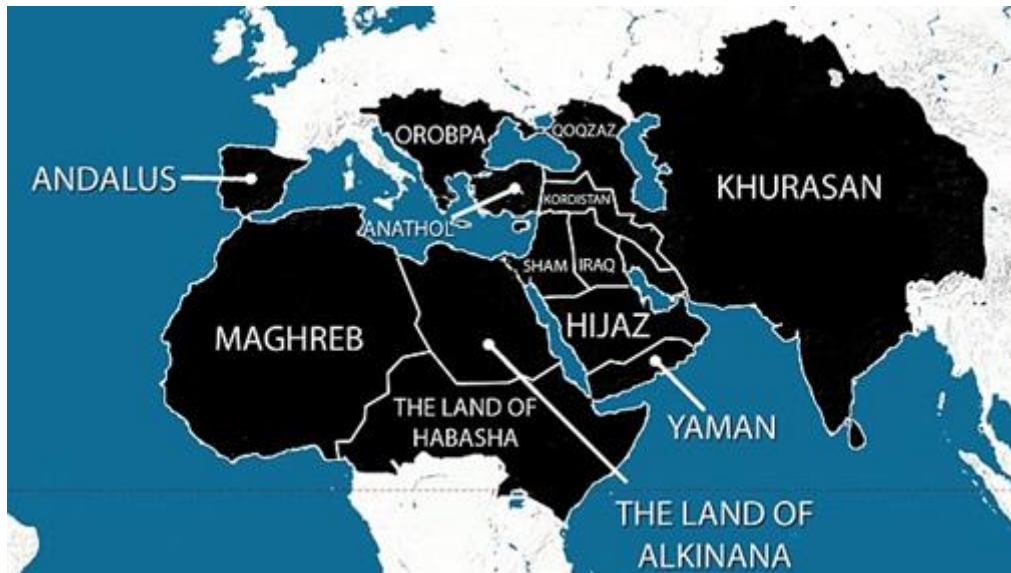 OROBPA
QOQZAZ
ANDALUS
KHURASAN
KORDISTAN
ANATHOL
SHAM
IRAQ
MAGHREB
HIJAZ
THE LAND OF
HABASHA
YAMAN
THE LAND OF
ALKINANA